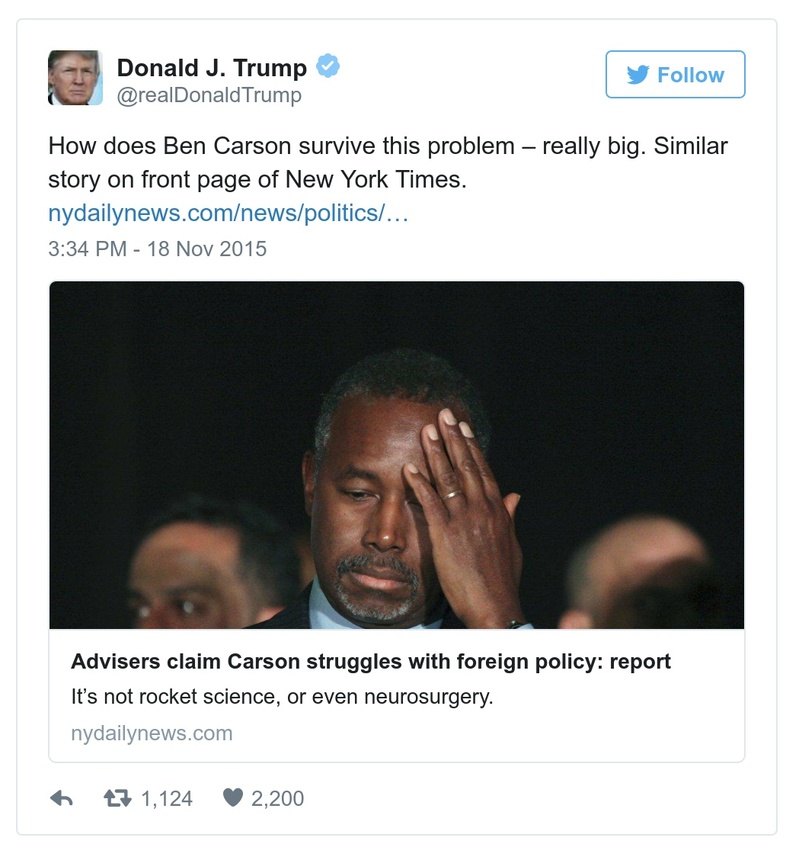 Donald J. Trump
@realDonaldTrump
Follow
How does Ben Carson survive this problem – really big. Similar
story on front page of New York Times.
nydailynews.com/news/politics/…
3:34 PM - 18 Nov 2015
Advisers claim Carson struggles with foreign policy: report
It’s not rocket science, or even neurosurgery.
nydailynews.com
1,124 2,200